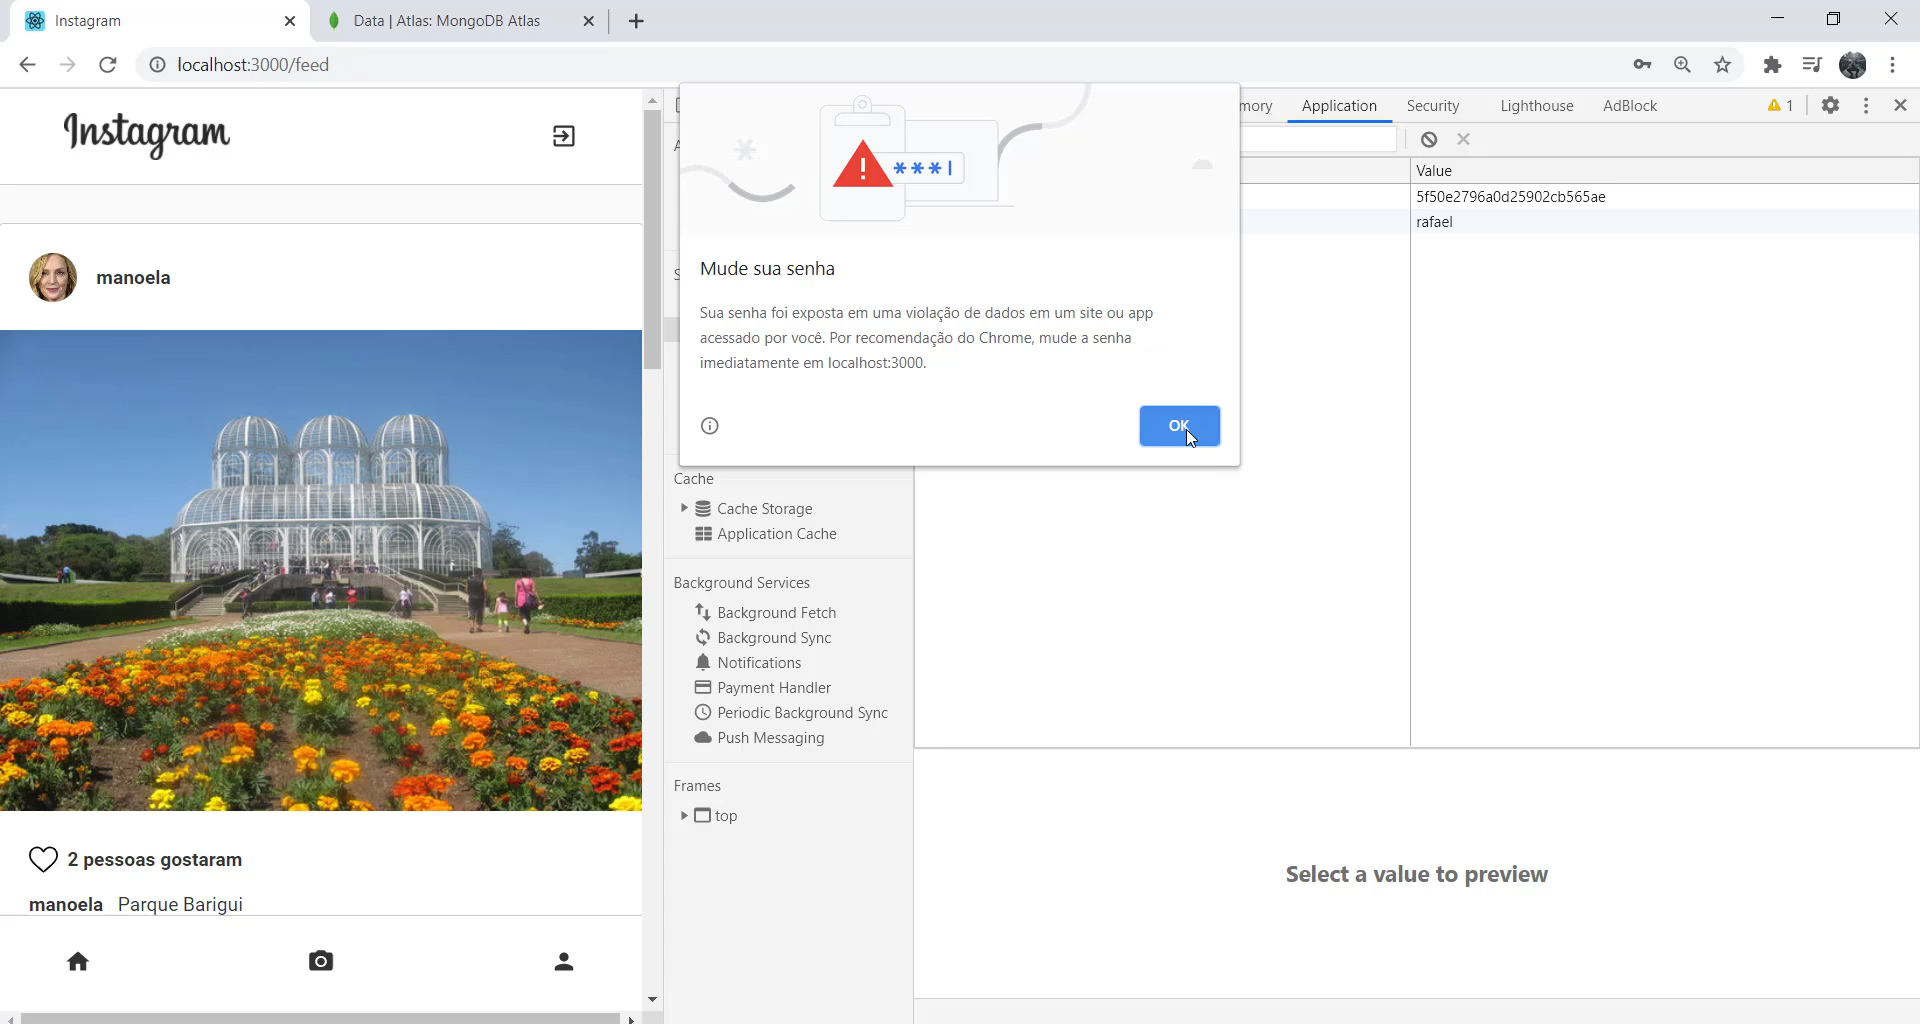 Instagram
Data | Atlas: MongoDB Atlas
localhost:3000/feed
Instagram
manoela
2 pessoas gostaram
manoela Parque Barigui
Application
Security
Lighthouse
AdBlock
1
Value
5f50e2796a0d25902cb565ae
rafael
***
Mude sua senha
Sua senha foi exposta em uma violação de dados em um site ou app
acessado por você. Por recomendação do Chrome, mude a senha
imediatamente em localhost:3000.
OK
Cache
Cache Storage
Application Cache
Background Services
Background Fetch
Background Sync
Notifications
Payment Handler
Periodic Background Sync
Push Messaging
Frames
top
Select a value to preview